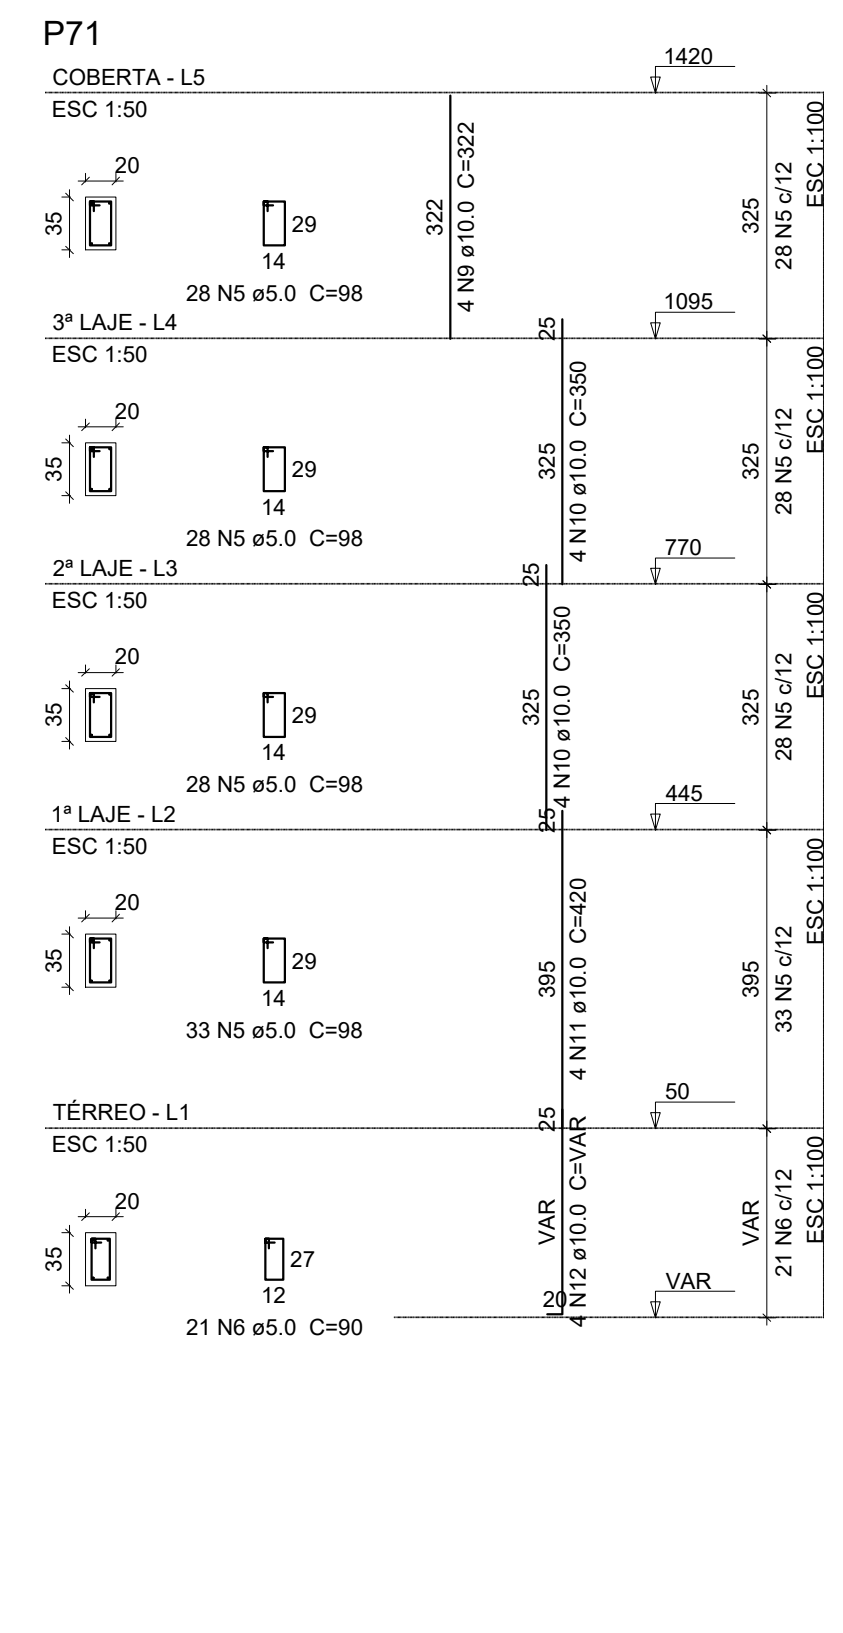 P71
COBERTA - L5
1420
ESC 1:50
20
35
29
14
28 N5 ø5.0 C=98
322
4 N9 ø10.0 C=322
325
28 N5 c/12
ESC 1:100
3ª LAJE - L4
1095
ESC 1:50
20
35
29
14
28 N5 ø5.0 C=98
25
325
4 N10 ø10.0 C=350
325
28 N5 c/12
ESC 1:100
2ª LAJE - L3
770
ESC 1:50
20
35
29
14
28 N5 ø5.0 C=98
25
325
4 N10 ø10.0 C=350
325
28 N5 c/12
ESC 1:100
1ª LAJE - L2
445
ESC 1:50
20
35
29
14
33 N5 ø5.0 C=98
25
395
4 N11 ø10.0 C=420
395
33 N5 c/12
ESC 1:100
TÉRREO - L1
50
ESC 1:50
20
35
27
12
21 N6 ø5.0 C=90
25
VAR
20
4 N12 ø10.0 C=VAR
VAR
VAR
21 N6 c/12
ESC 1:100